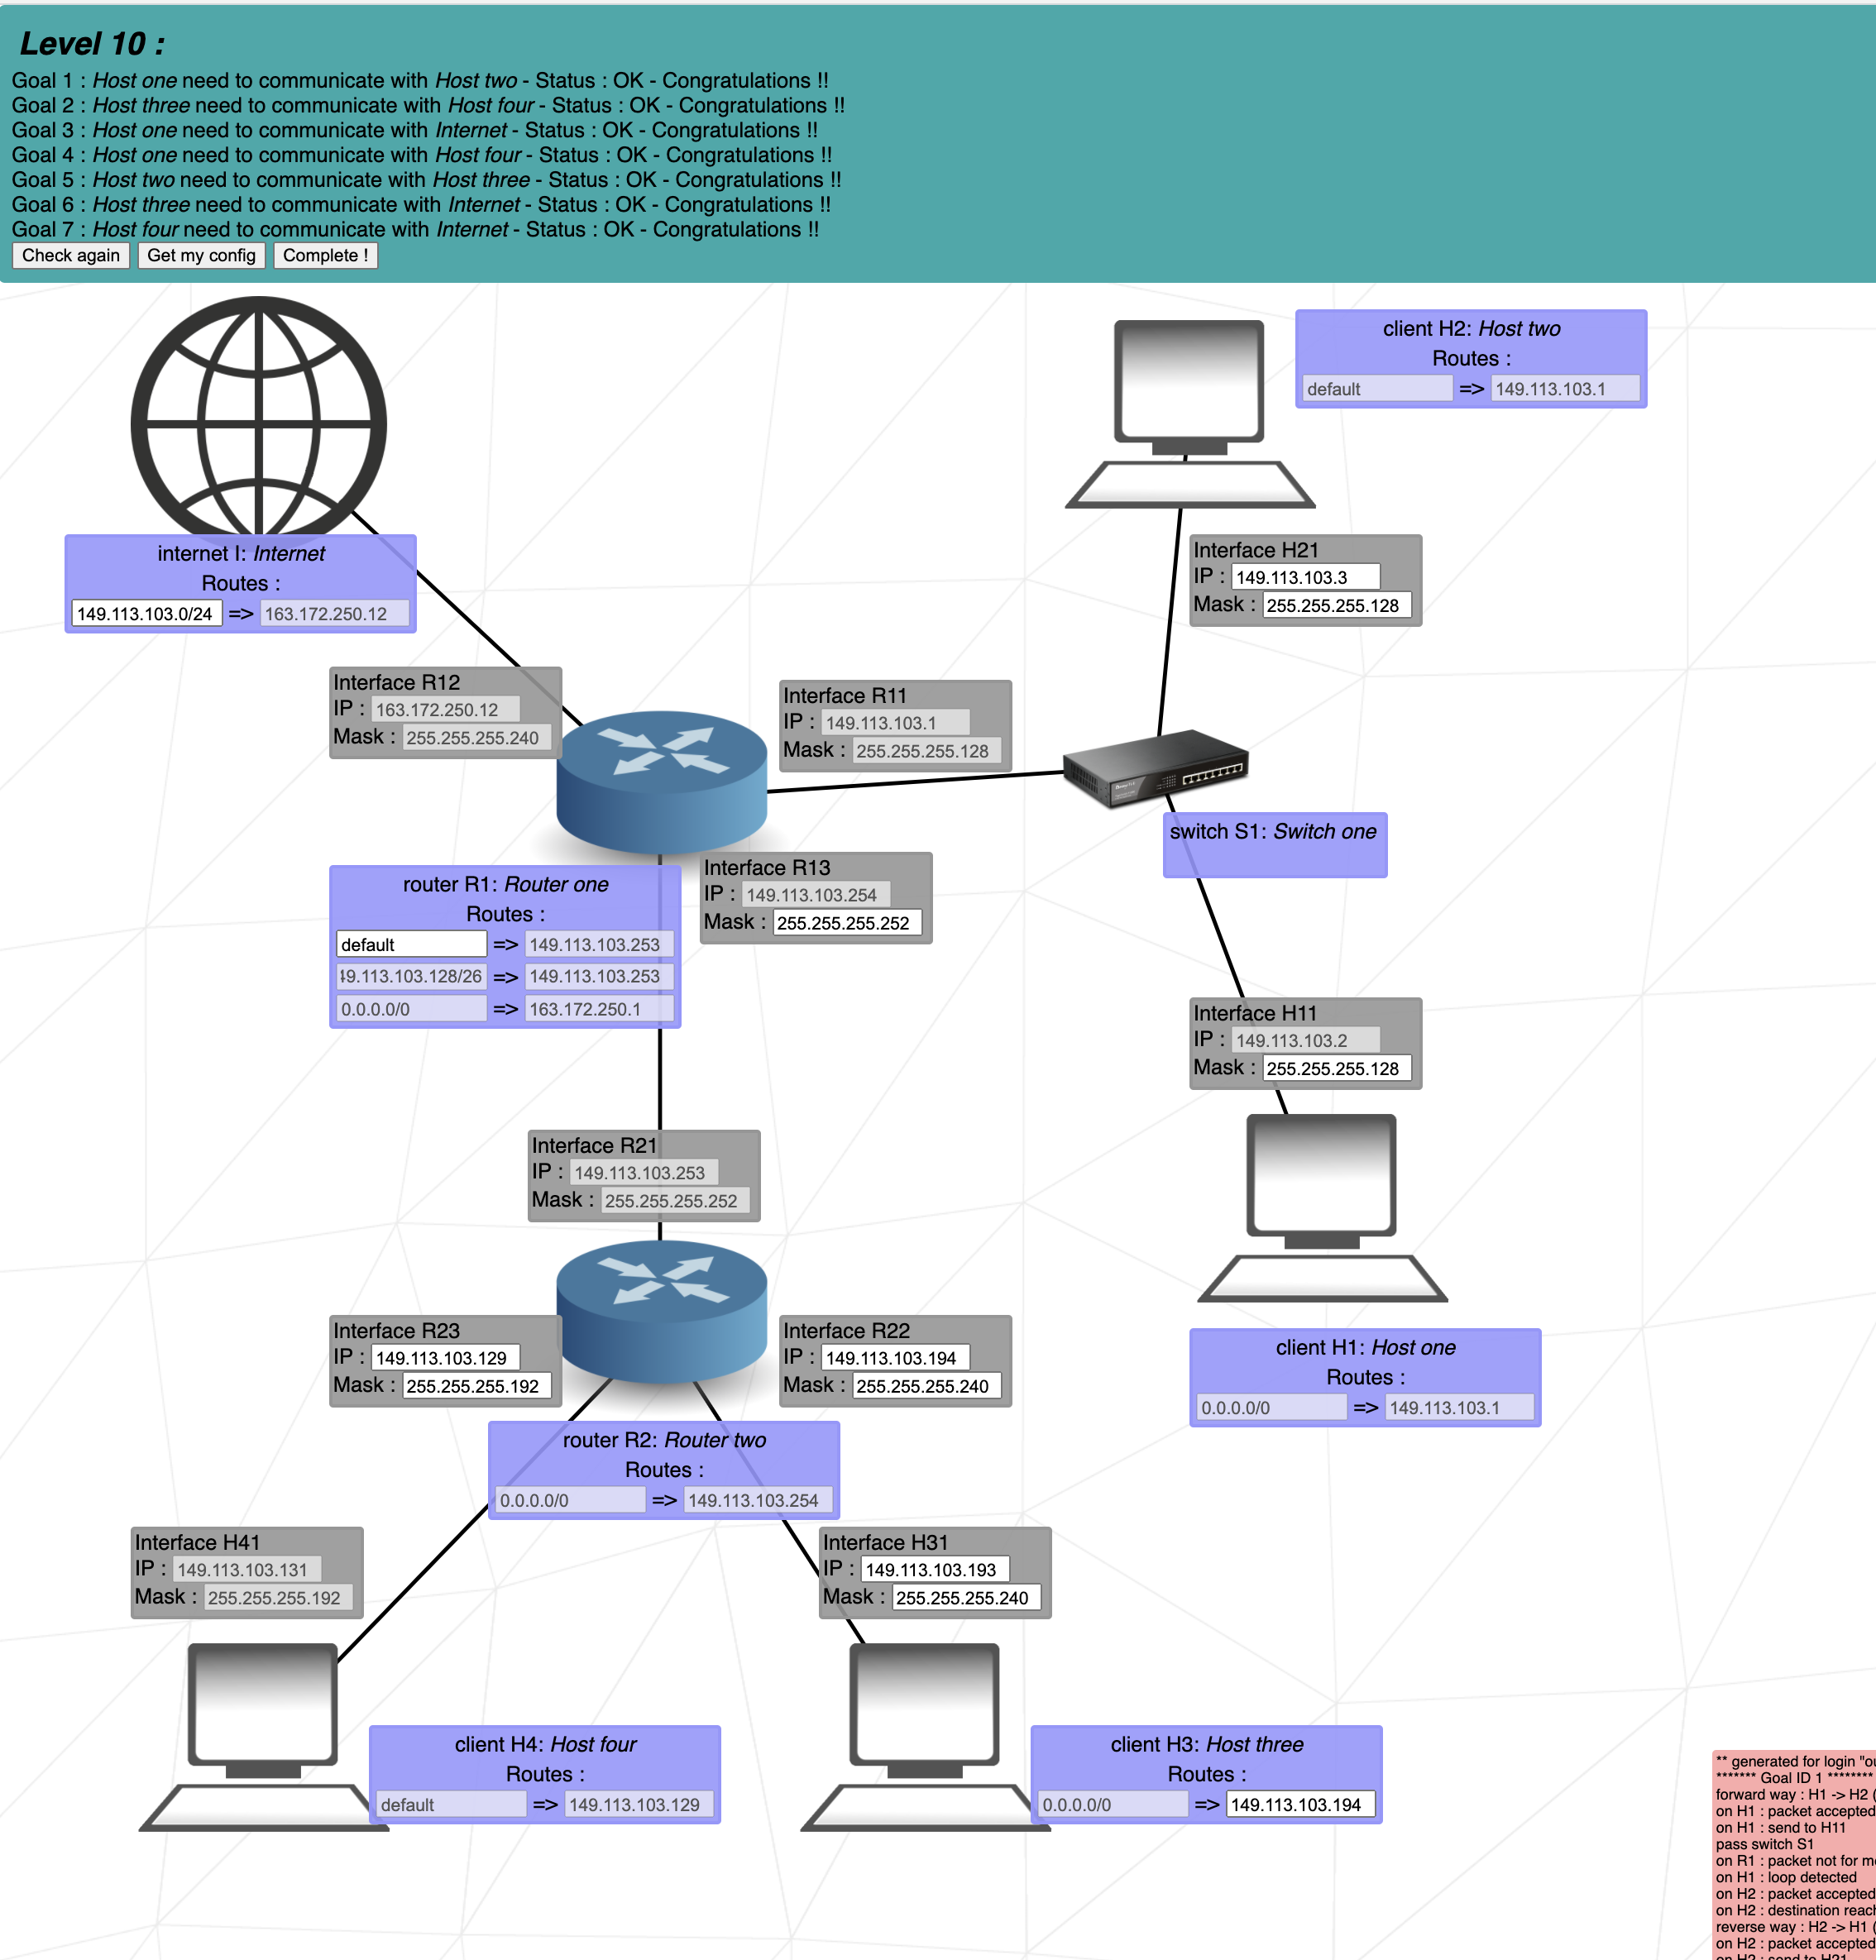 Level 10 :
Goal 1 : Host one need to communicate with Host two - Status : OK - Congratulations !!
Goal 2 : Host three need to communicate with Host four - Status : OK - Congratulations !!
Goal 3 : Host one need to communicate with Internet - Status : OK - Congratulations !!
Goal 4 : Host one need to communicate with Host four - Status : OK - Congratulations !!
Goal 5 : Host two need to communicate with Host three - Status : OK - Congratulations !!
Goal 6 : Host three need to communicate with Internet - Status : OK - Congratulations !!
Goal 7 : Host four need to communicate with Internet - Status : OK - Congratulations !!
Check again Get my config Complete !
client H2: Host two
Routes :
default => 149.113.103.1
internet I: Internet
Routes :
149.113.103.0/24 => 163.172.250.12
Interface H21
IP : 149.113.103.3
Mask : 255.255.255.128
Interface R12
IP : 163.172.250.12
Mask : 255.255.255.240
Interface R11
IP : 149.113.103.1
Mask : 255.255.255.128
switch S1: Switch one
Interface R13
IP : 149.113.103.254
Mask : 255.255.255.252
router R1: Router one
Routes :
default => 149.113.103.253
9.113.103.128/26 => 149.113.103.253
0.0.0.0/0 => 163.172.250.1
Interface H11
IP : 149.113.103.2
Mask : 255.255.255.128
Interface R21
IP : 149.113.103.253
Mask : 255.255.255.252
Interface R23
IP : 149.113.103.129
Mask : 255.255.255.192
Interface R22
IP : 149.113.103.194
Mask : 255.255.255.240
client H1: Host one
Routes :
0.0.0.0/0 => 149.113.103.1
router R2: Router two
Routes :
0.0.0.0/0 => 149.113.103.254
Interface H41
IP : 149.113.103.131
Mask : 255.255.255.192
Interface H31
IP : 149.113.103.193
Mask : 255.255.255.240
client H4: Host four
Routes :
default => 149.113.103.129
client H3: Host three
Routes :
0.0.0.0/0 => 149.113.103.194
** generated for login "
******* Goal ID 1 ********
forward way : H1 -> H2 (
on H1 : packet accepted
on H1 : send to H11
pass switch S1
on R1 : packet not for
on H1 : loop detected
on H2 : packet accepted
on H2 : destination
reverse way : H2 -> H1 (
on H2 : packet accepted
on H2 : send to H21